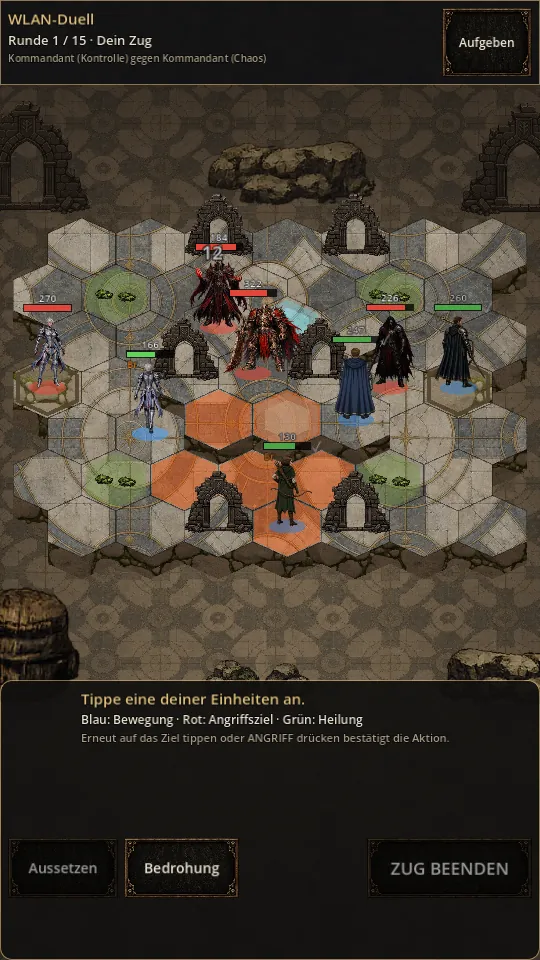 WLAN-Duell
Runde 1 / 15 · Dein Zug
Kommandant (Kontrolle) gegen Kommandant (Chaos)
Aufgeben
184
12
322
270
226
260
166
130
Tippe eine deiner Einheiten an.
Blau: Bewegung · Rot: Angriffsziel · Grün: Heilung
Erneut auf das Ziel tippen oder ANGRIFF drücken bestätigt die Aktion.
Aussetzen
Bedrohung
ZUG BEENDEN